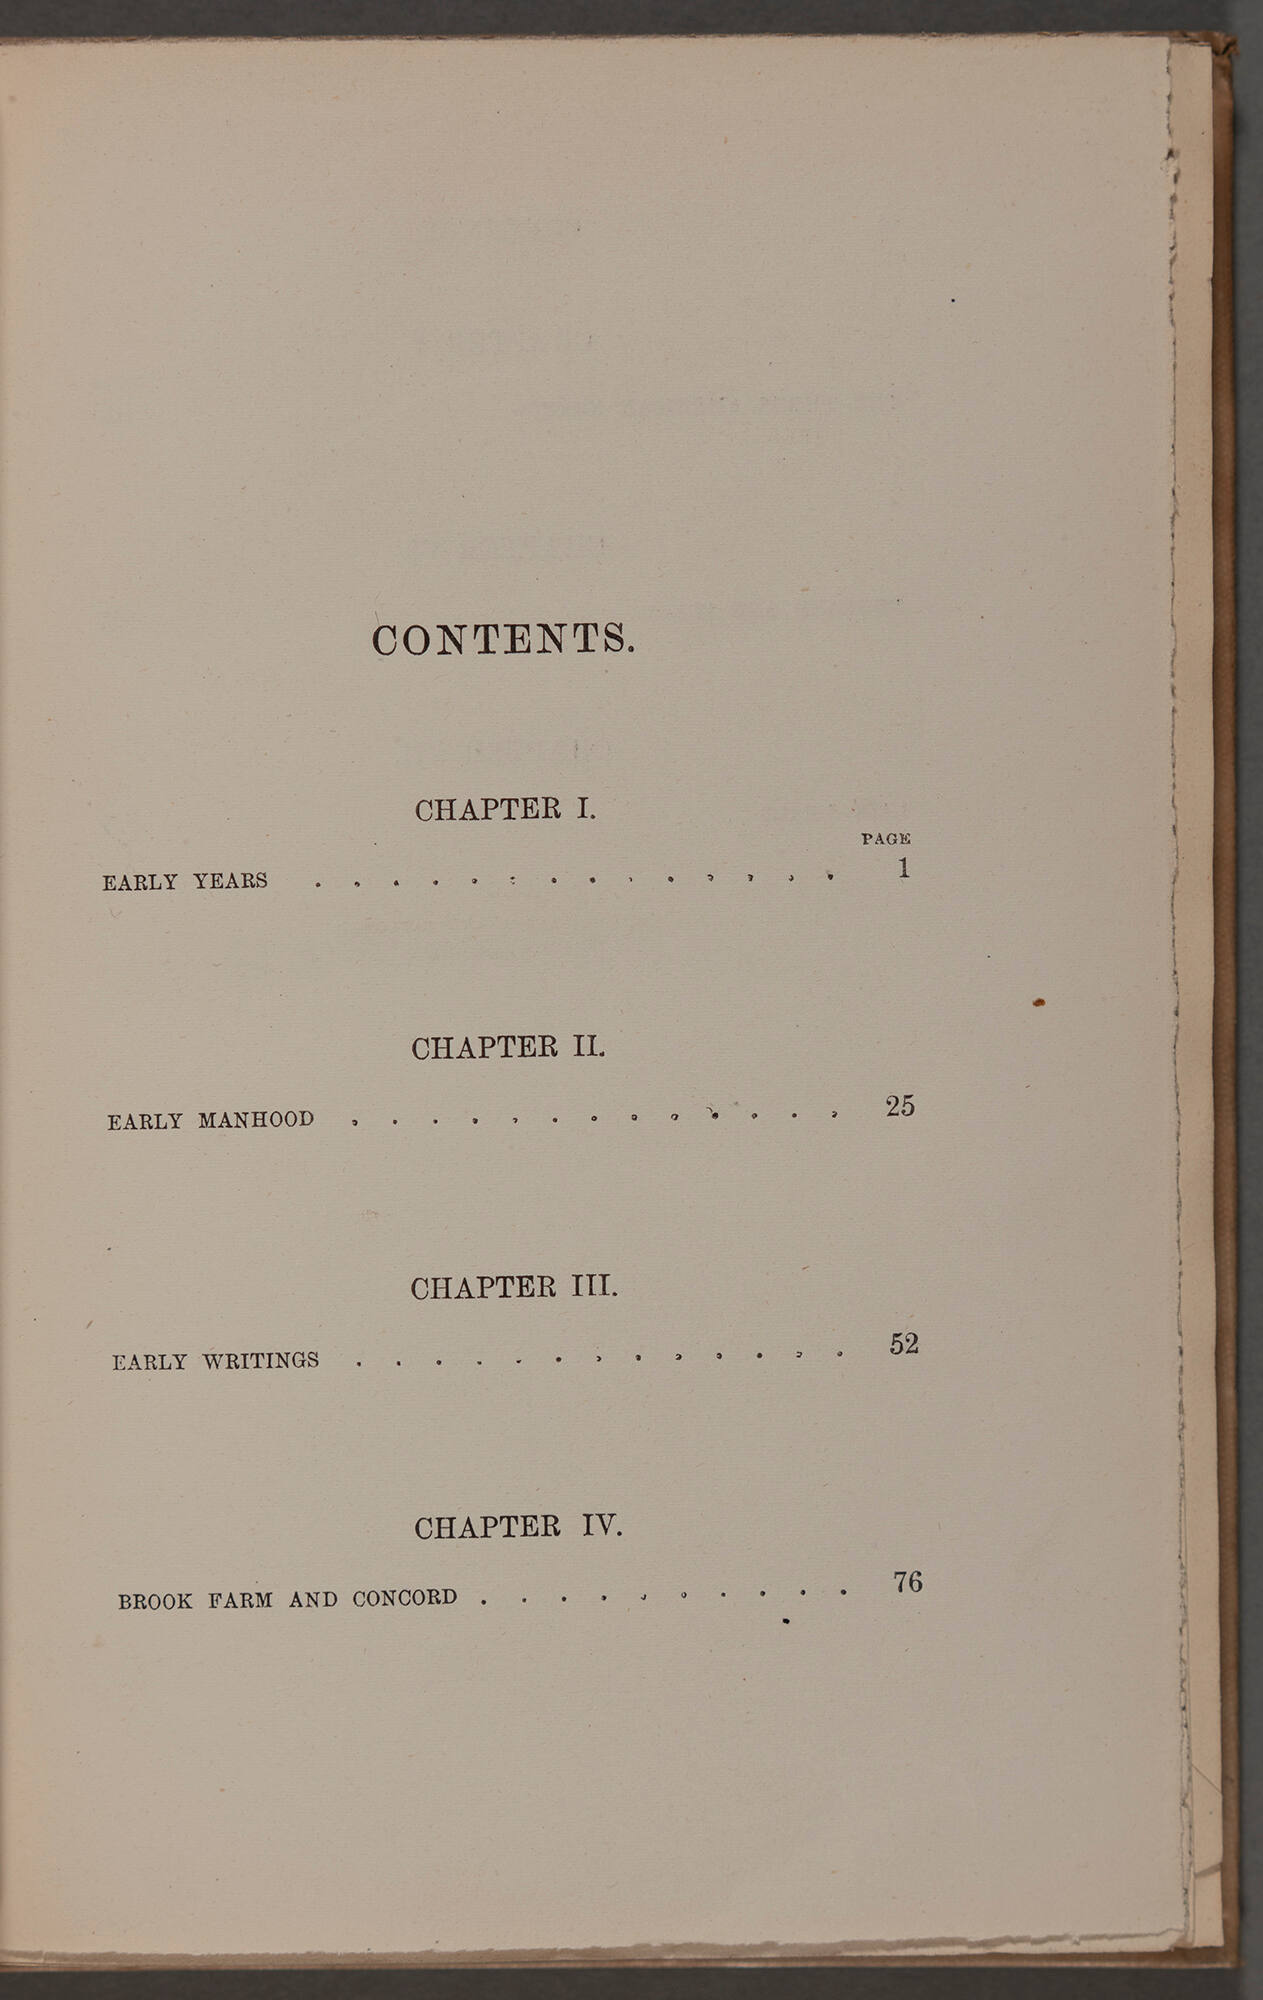 CONTENTS.
CHAPTER I.
PAGE
EARLY YEARS . . . . . . . . . . . . . . 1
CHAPTER II.
EARLY MANHOOD . . . . . . . . . . . . . 25
CHAPTER III.
EARLY WRITINGS . . . . . . . . . . . . . 52
CHAPTER IV.
BROOK FARM AND CONCORD . . . . . . . . . . 76